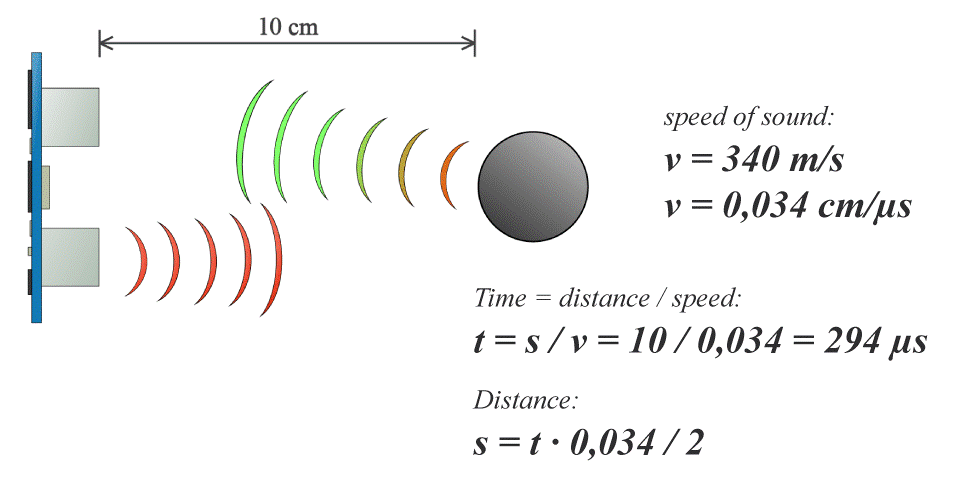 10 cm
speed of sound:
v = 340 m/s
v = 0,034 cm/μs
Time = distance / speed:
t = s / v = 10 / 0,034 = 294 μs
Distance:
s = t · 0,034 / 2